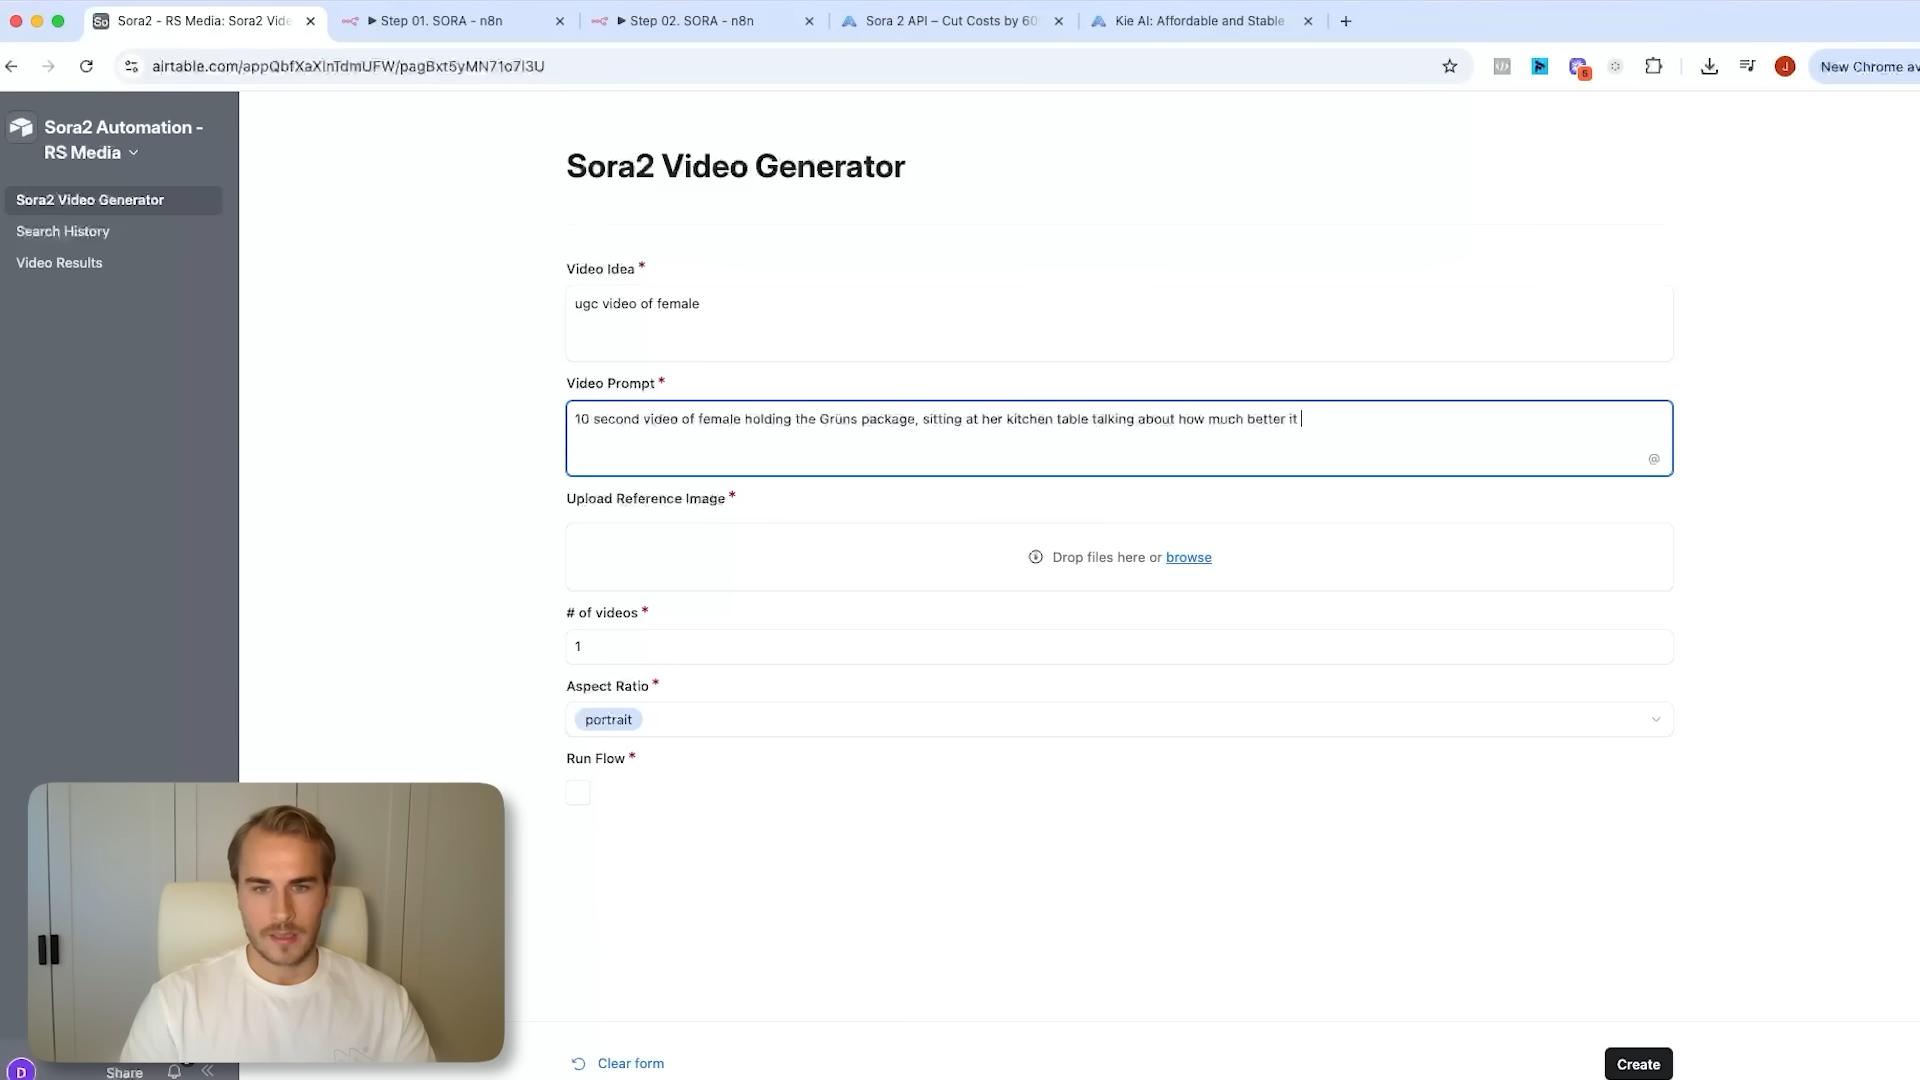 Sora2 - RS Media: Sora2 Vide
▶ Step 01. SORA - n8n
▶ Step 02. SORA - n8n
Sora 2 API – Cut Costs by 60
Kie AI: Affordable and Stable
airtable.com/appQbfXaXlnTdmUFW/pagBxt5yMN71o7l3U
5
J
New Chrome av
Sora2 Automation -
RS Media
Sora2 Video Generator
Search History
Video Results
Sora2 Video Generator
Video Idea *
ugc video of female
Video Prompt *
10 second video of female holding the Grüns package, sitting at her kitchen table talking about how much better it
@
Upload Reference Image *
Drop files here or browse
# of videos *
1
Aspect Ratio *
portrait
Run Flow *
Clear form
Create
D
Share